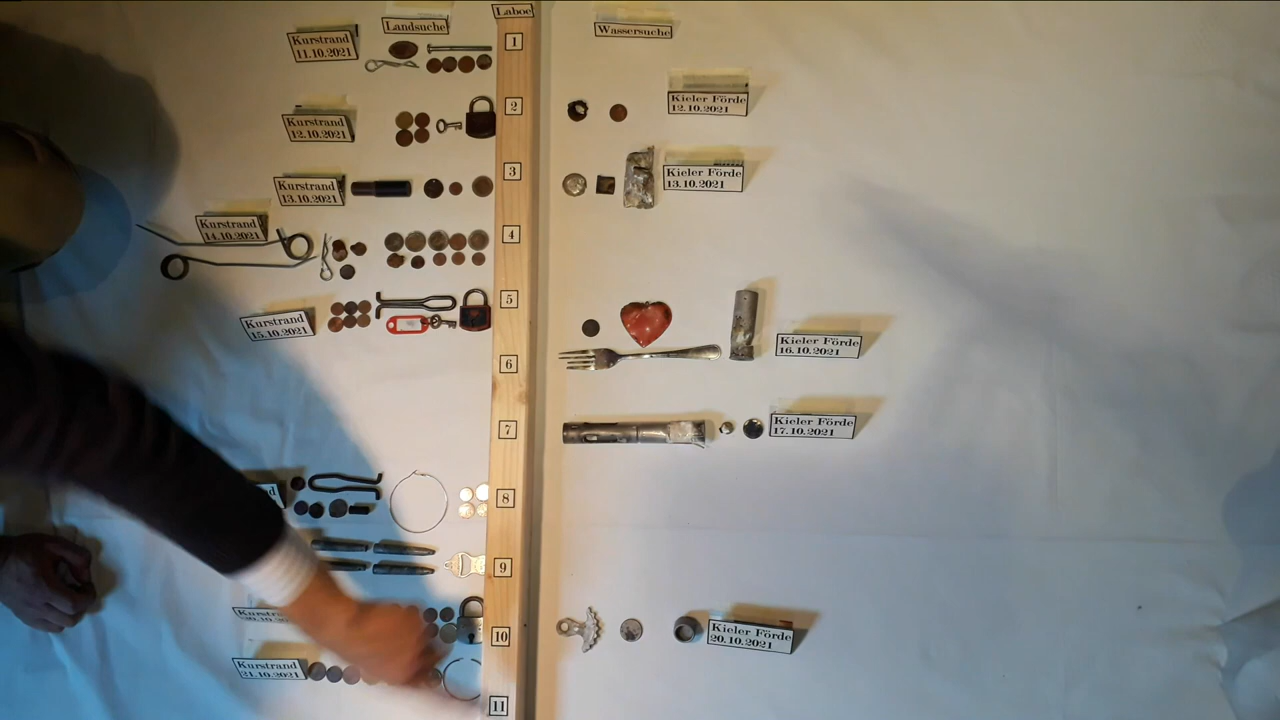 Laboe
Landsuche
Wassersuche
1
Kurstrand
11.10.2021
2
Kurstrand
12.10.2021
Kieler Förde
12.10.2021
3
Kurstrand
13.10.2021
Kieler Förde
13.10.2021
4
Kurstrand
14.10.2021
5
Kurstrand
15.10.2021
6
Kieler Förde
16.10.2021
7
Kieler Förde
17.10.2021
8
9
10
Kieler Förde
20.10.2021
Kurstrand
21.10.2021
11